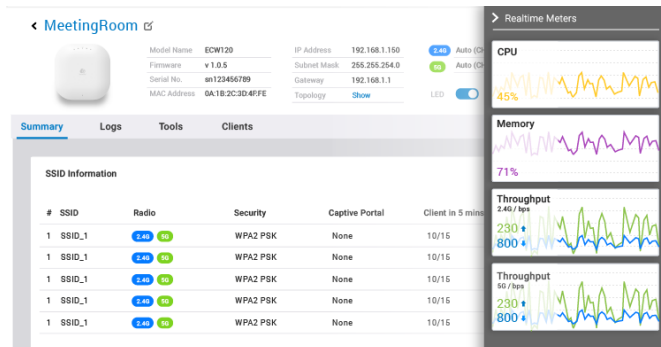 MeetingRoom
Model Name ECW120
Firmware v 1.0.5
Serial No. sn123456789
MAC Address 0A:1B:2C:3D:4F:FE
IP Address 192.168.1.150
Subnet Mask 255.255.254.0
Gateway 192.168.1.1
Topology Show
2.4G Auto (CH
5G Auto (C
LED
Summary Logs Tools Clients
SSID Information
# SSID Radio Security Captive Portal Client in 5 mins
1 SSID_1 2.4G 5G WPA2 PSK None 10/15
1 SSID_1 2.4G 5G WPA2 PSK None 10/15
1 SSID_1 2.4G 5G WPA2 PSK None 10/15
1 SSID_1 2.4G 5G WPA2 PSK None 10/15
1 SSID_1 2.4G 5G WPA2 PSK None 10/15
Realtime Meters
CPU
45%
Memory
71%
Throughput
2.4G / bps
230
800
Throughput
5G / bps
230
800